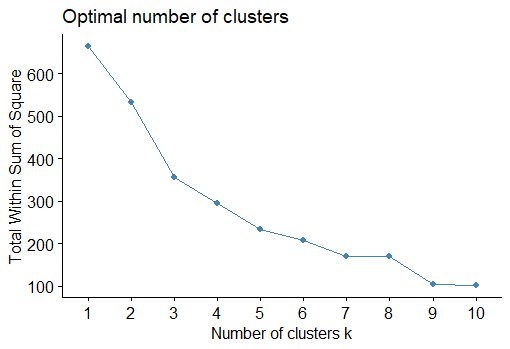 Optimal number of clusters
Total Within Sum of Square
600
500
400
300
200
100
1 2 3 4 5 6 7 8 9 10
Number of clusters k